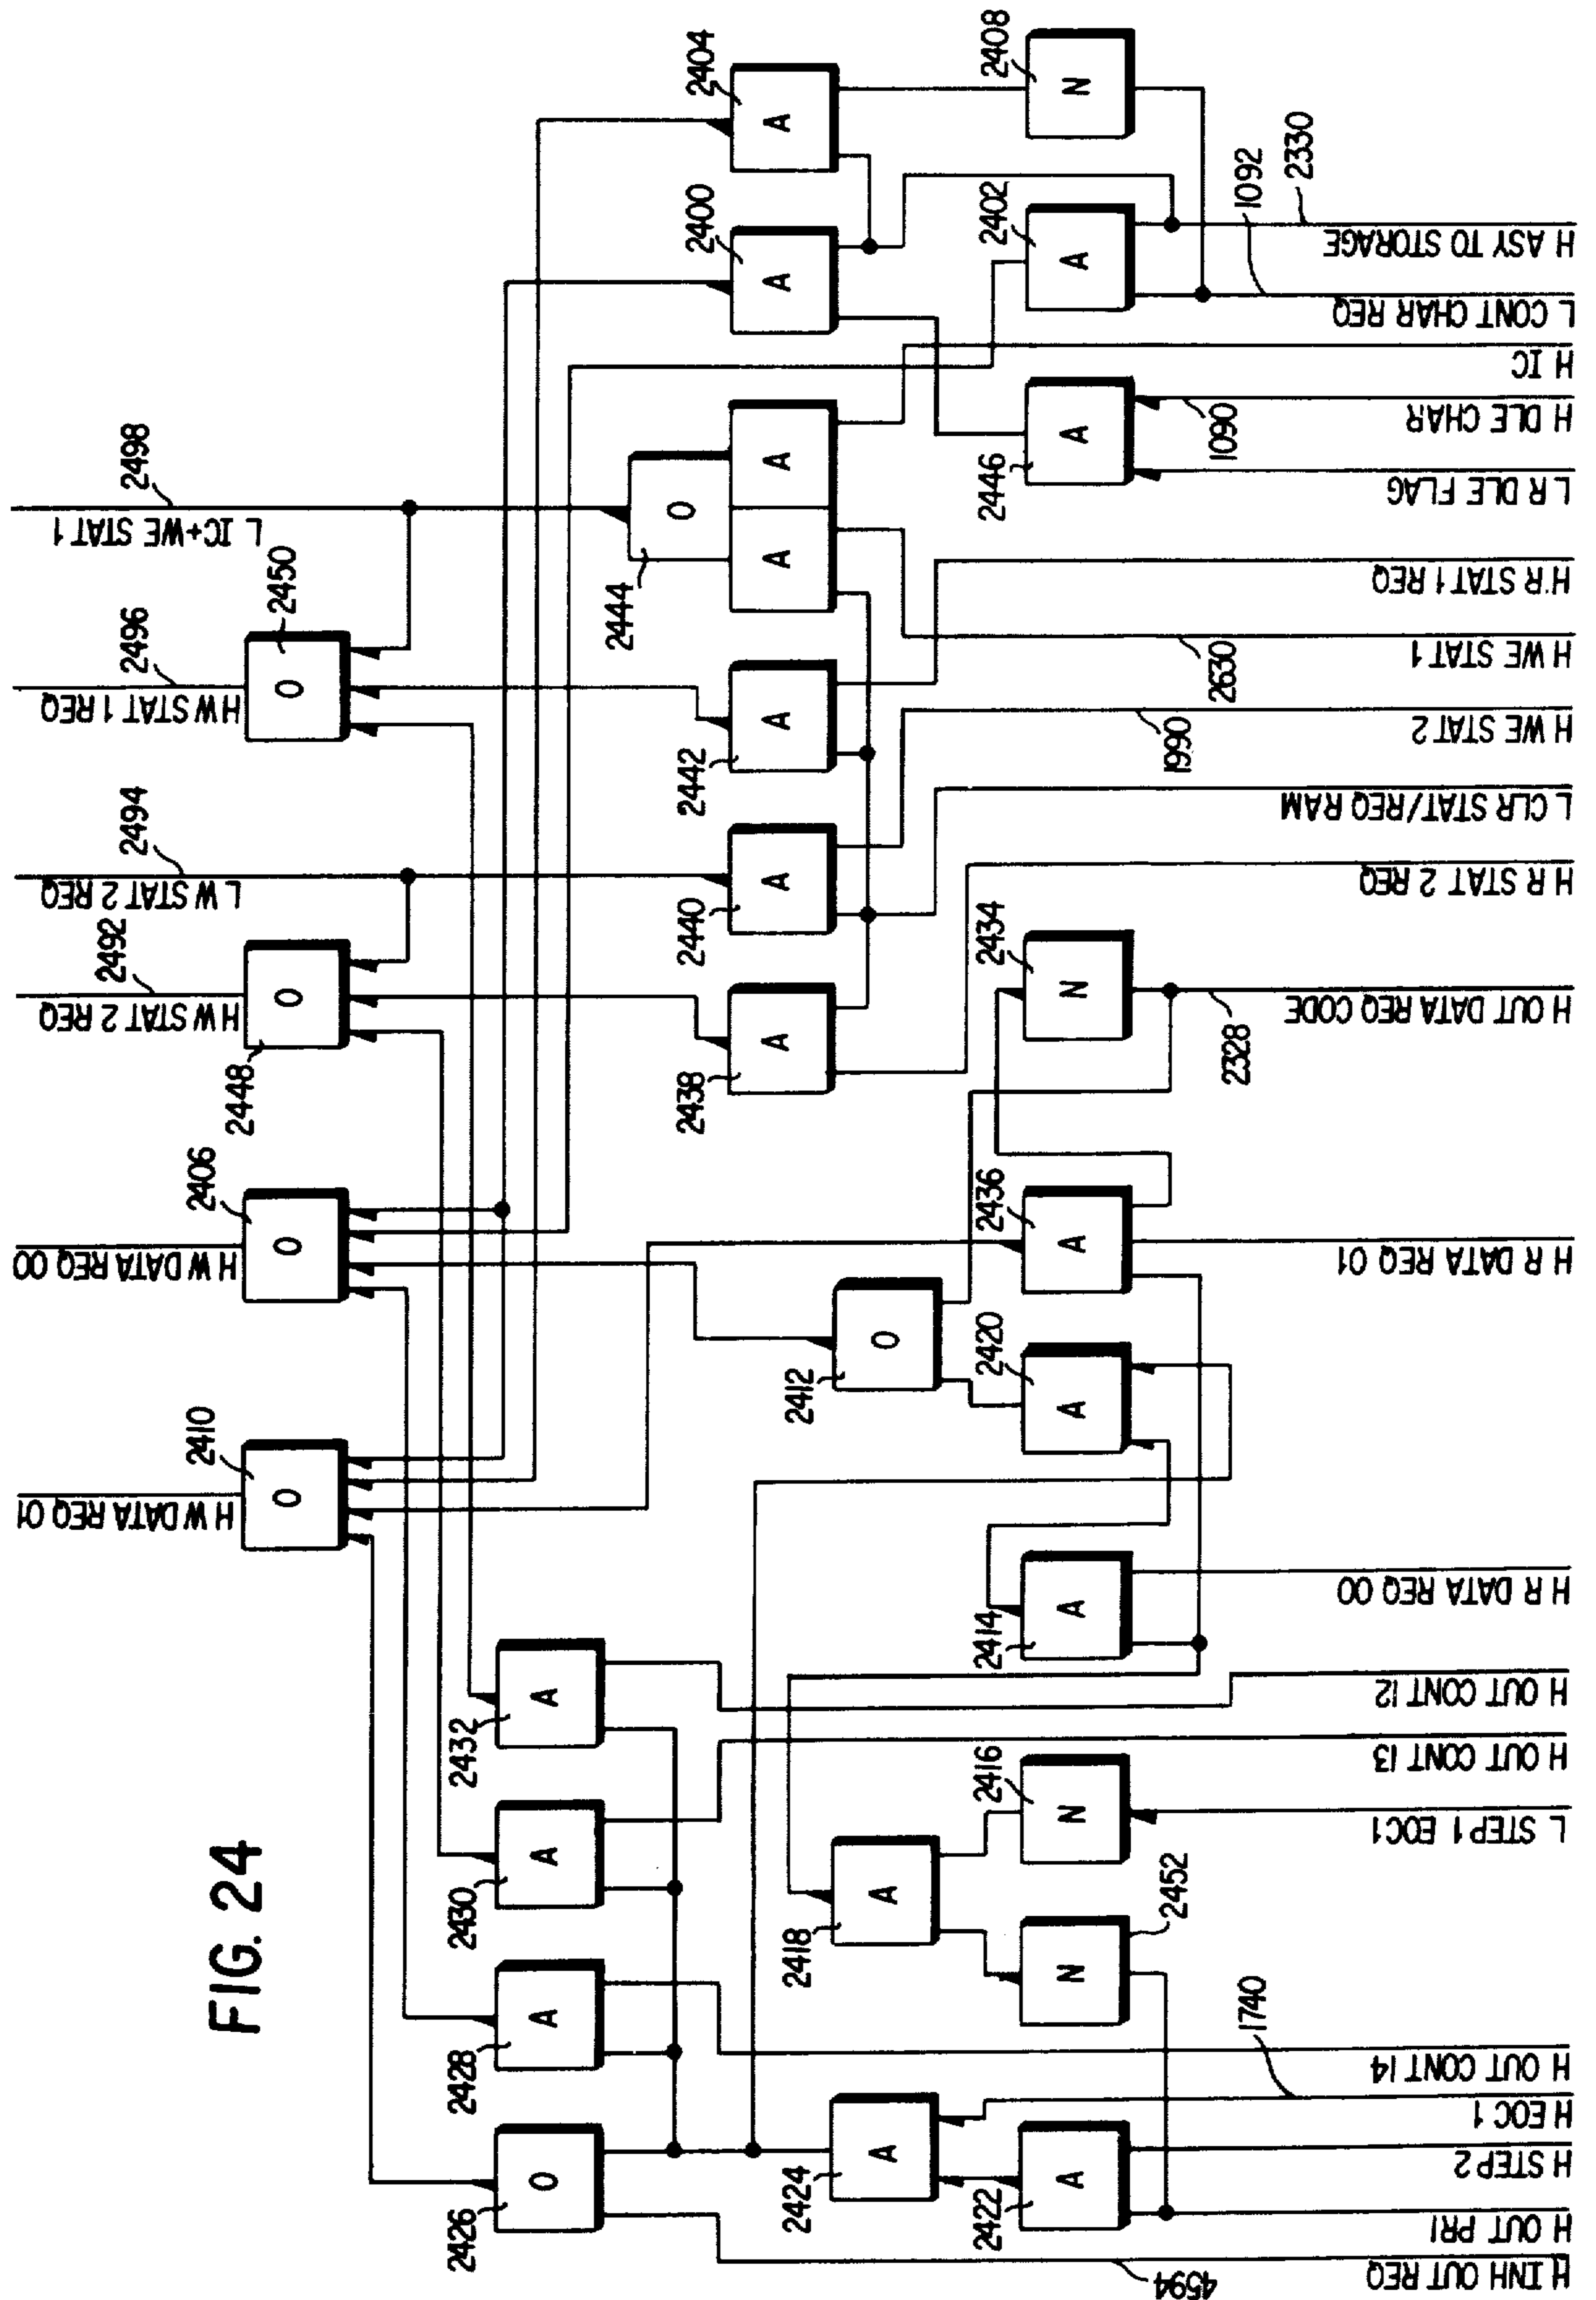 FIG. 24
H W DATA REQ 01
2410
H W DATA REQ 00
2406
H W STAT 2 REQ
2492
2448
L W STAT 2 REQ
2494
H W STAT 1 REQ
2496
2450
L IC+WE STAT 1
2498
O
O
O
O
2426
O
2428
A
2430
A
2432
A
2438
A
2440
A
2442
A
2444
O
A
A
2400
A
2404
A
2424
A
2418
A
2412
O
2422
A
N
2452
2416
N
2414
A
2420
A
2436
A
2434
N
2446
A
2402
A
2408
N
4594
1740
2328
1990
2630
1090
1092
2330
H INH OUT REQ
H OUT PRI
H STEP 2
H EOC 1
H OUT CONT 14
L STEP 1 EOC1
H OUT CONT 13
H OUT CONT 12
H R DATA REQ 00
H R DATA REQ 01
H OUT DATA REQ CODE
H R STAT 2 REQ
L CLR STAT/REQ RAM
H WE STAT 2
H WE STAT 1
H R STAT 1 REQ
L R DLE FLAG
H DLE CHAR
H IC
L CONT CHAR REQ
H ASY TO STORAGE